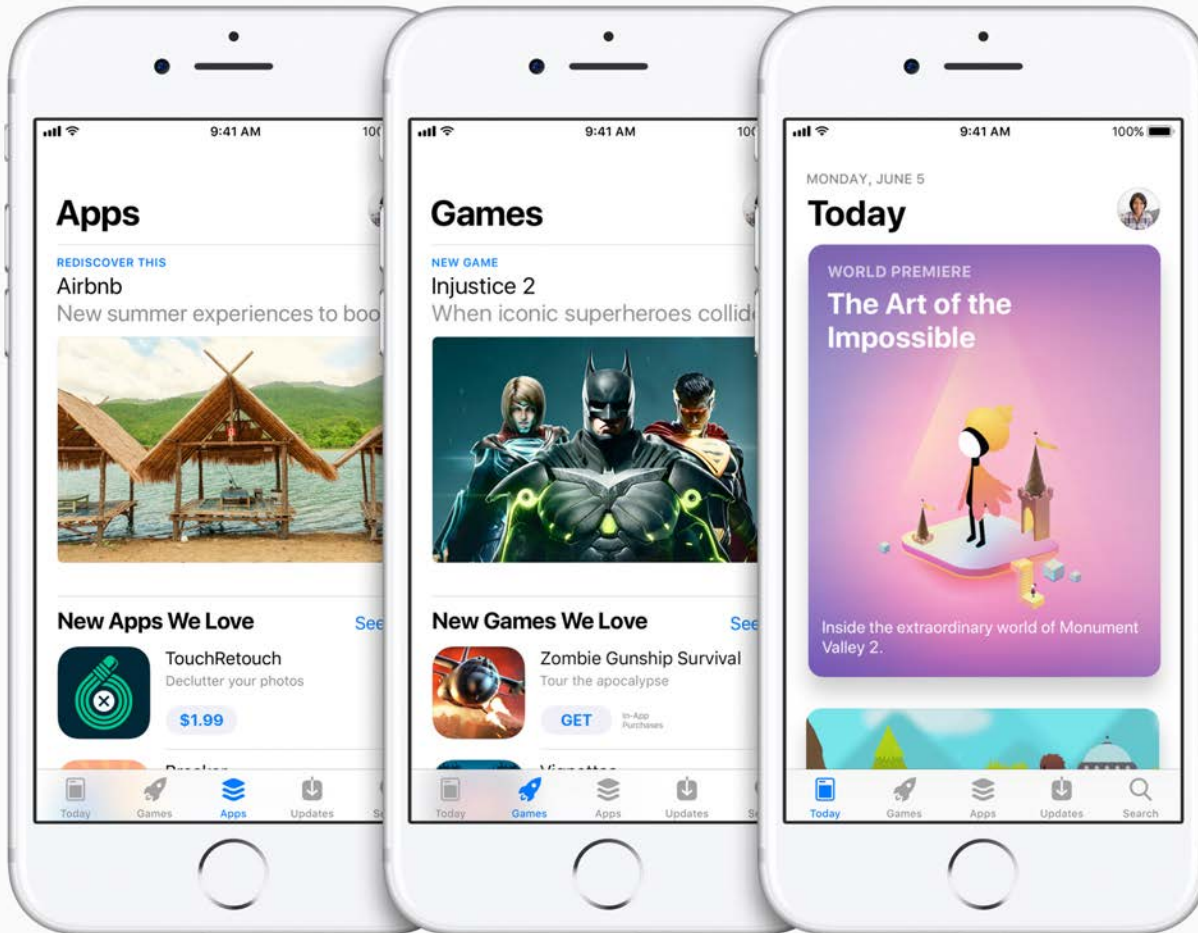 9:41 AM
Apps
REDISCOVER THIS
Airbnb
New summer experiences to
New Apps We Love
See
TouchRetouch
Declutter your photos
$1.99
Today
Games
Apps
Updates
9:41 AM
Games
NEW GAME
Injustice 2
When iconic superheroes
New Games We Love
See
Zombie Gunship Survival
Tour the apocalypse
GET
In-App
Purchases
Today
Games
Apps
Updates
9:41 AM
100%
MONDAY, JUNE 5
Today
WORLD PREMIERE
The Art of the
Impossible
Inside the extraordinary world of Monument
Valley 2.
Today
Games
Apps
Updates
Search